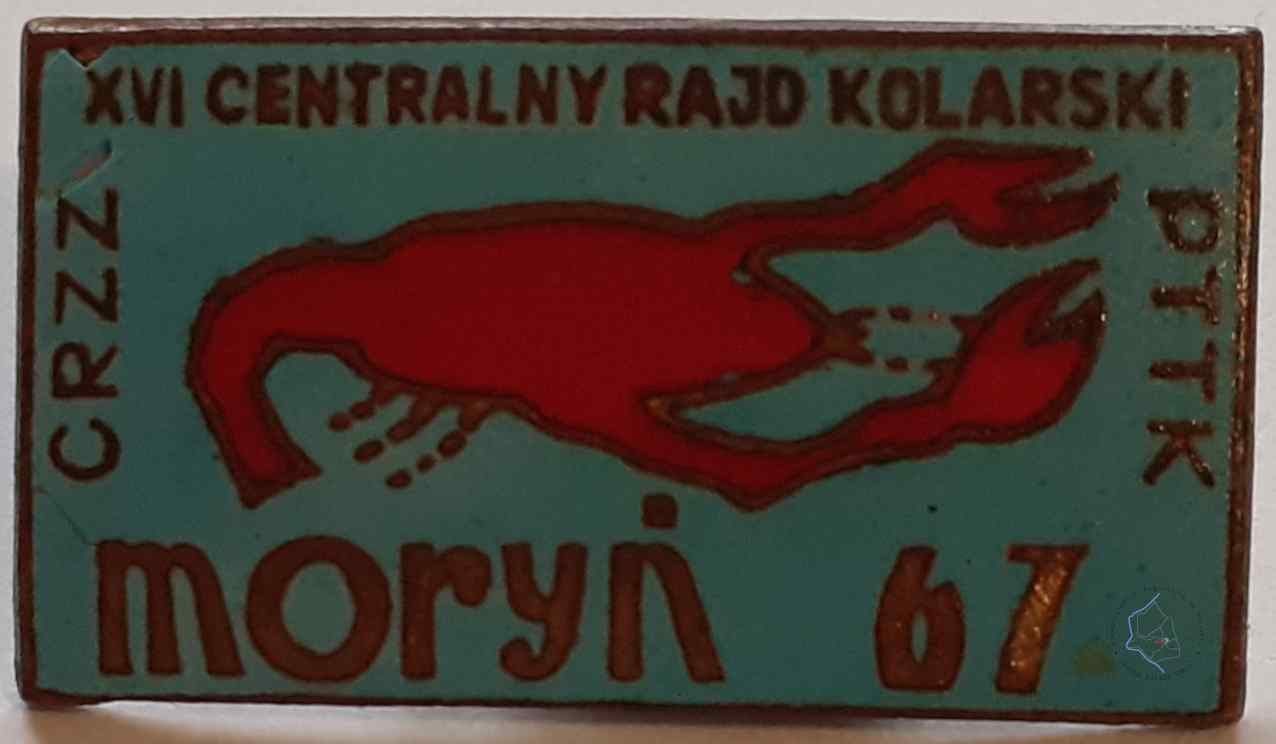 XVI CENTRALNY RAJD KOLARSKI
CRZZ
PTTK
moryń 67